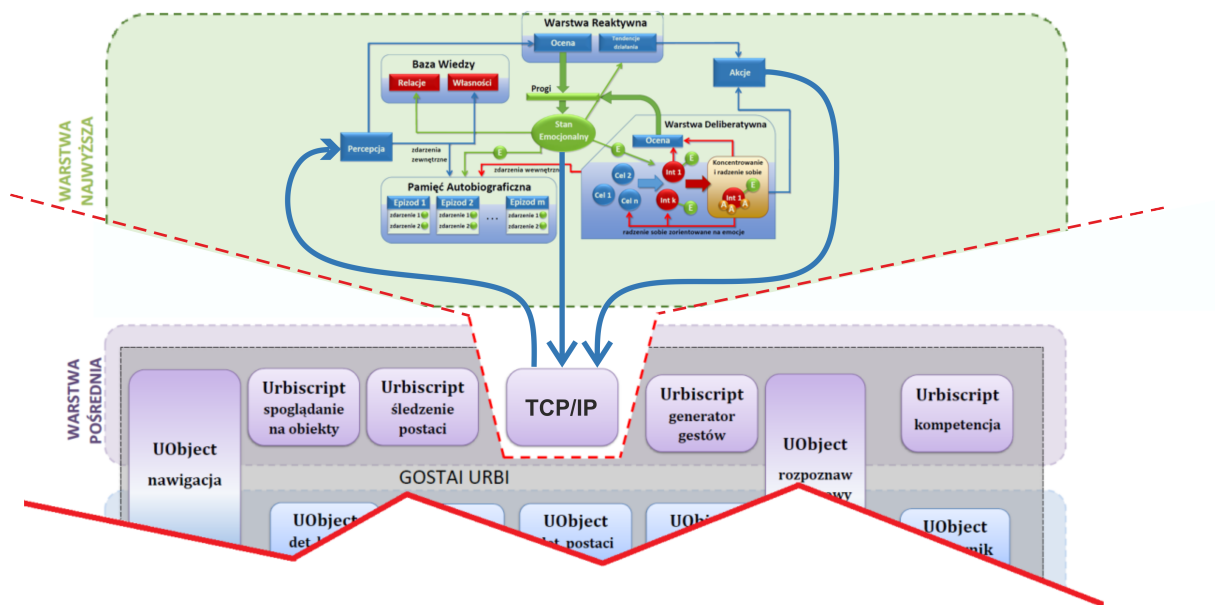 WARSTWA
NAJWYŻSZA
Warstwa Reaktywna
Ocena
Tendencje
działania
Akcje
Baza Wiedzy
Relacje
Własności
Progi
Stan
Emocjonalny
Percepcja
zdarzenia
zewnętrzne
E
E
zdarzenia wewnętrzne
Warstwa Deliberatywna
Ocena
Koncentrowanie
i radzenie sobie
Cel 2
Cel 1
Cel n
Int 1
E
Int k
E
Int 1
E
A
A
A
radzenie sobie zorientowane na emocje
Pamięć Autobiograficzna
Epizod 1
Epizod 2
...
Epizod m
zdarzenie 1
zdarzenie 1
zdarzenie 1
zdarzenie 2
zdarzenie 2
zdarzenie 2
WARSTWA
POŚREDNIA
UObject
nawigacja
Urbiscript
spoglądanie
na obiekty
Urbiscript
śledzenie
postaci
TCP/IP
Urbiscript
generator
gestów
UObject
rozpoznaw
Urbiscript
kompetencja
GOSTAI URBI
UObject
UObject
postaci
UObject